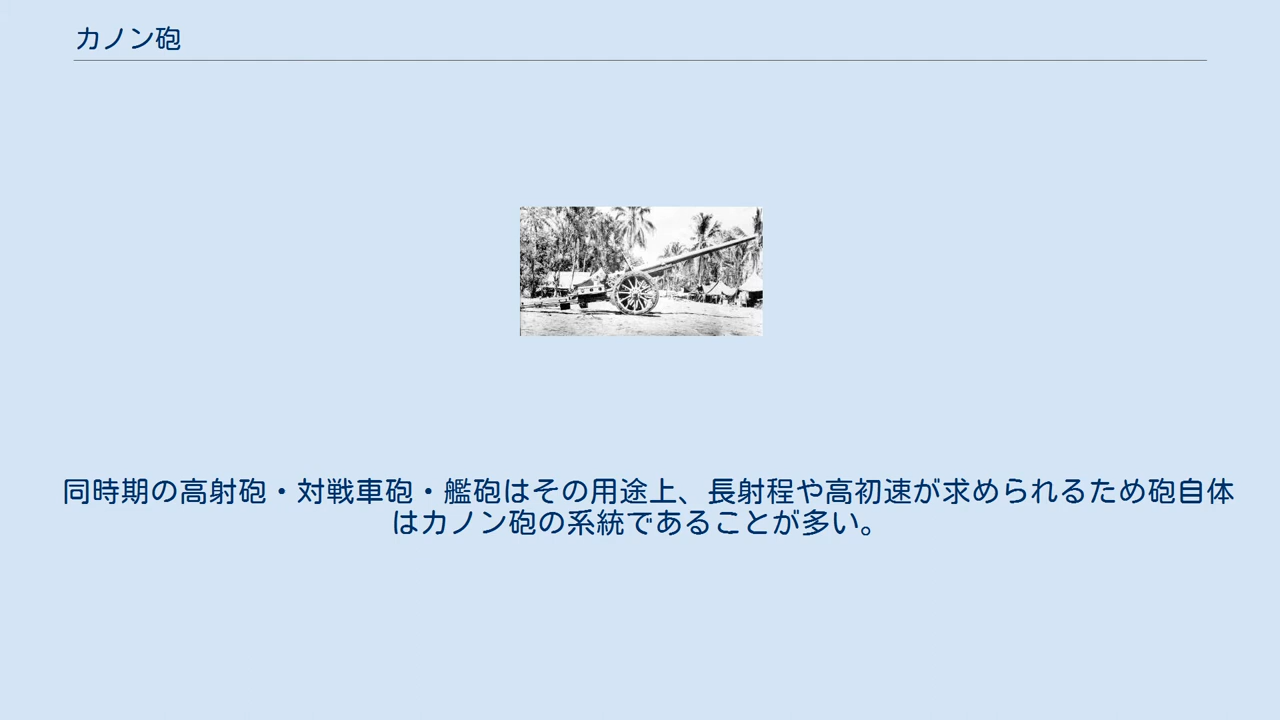 カノン砲
同時期の高射砲・対戦車砲・艦砲はその用途上、長射程や高初速が求められるため砲自体
はカノン砲の系統であることが多い。